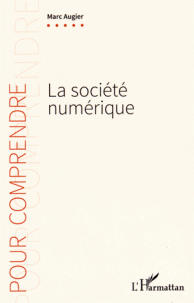 Marc Augier
La société
numérique
POUR COMPRENDRE
L'Harmattan